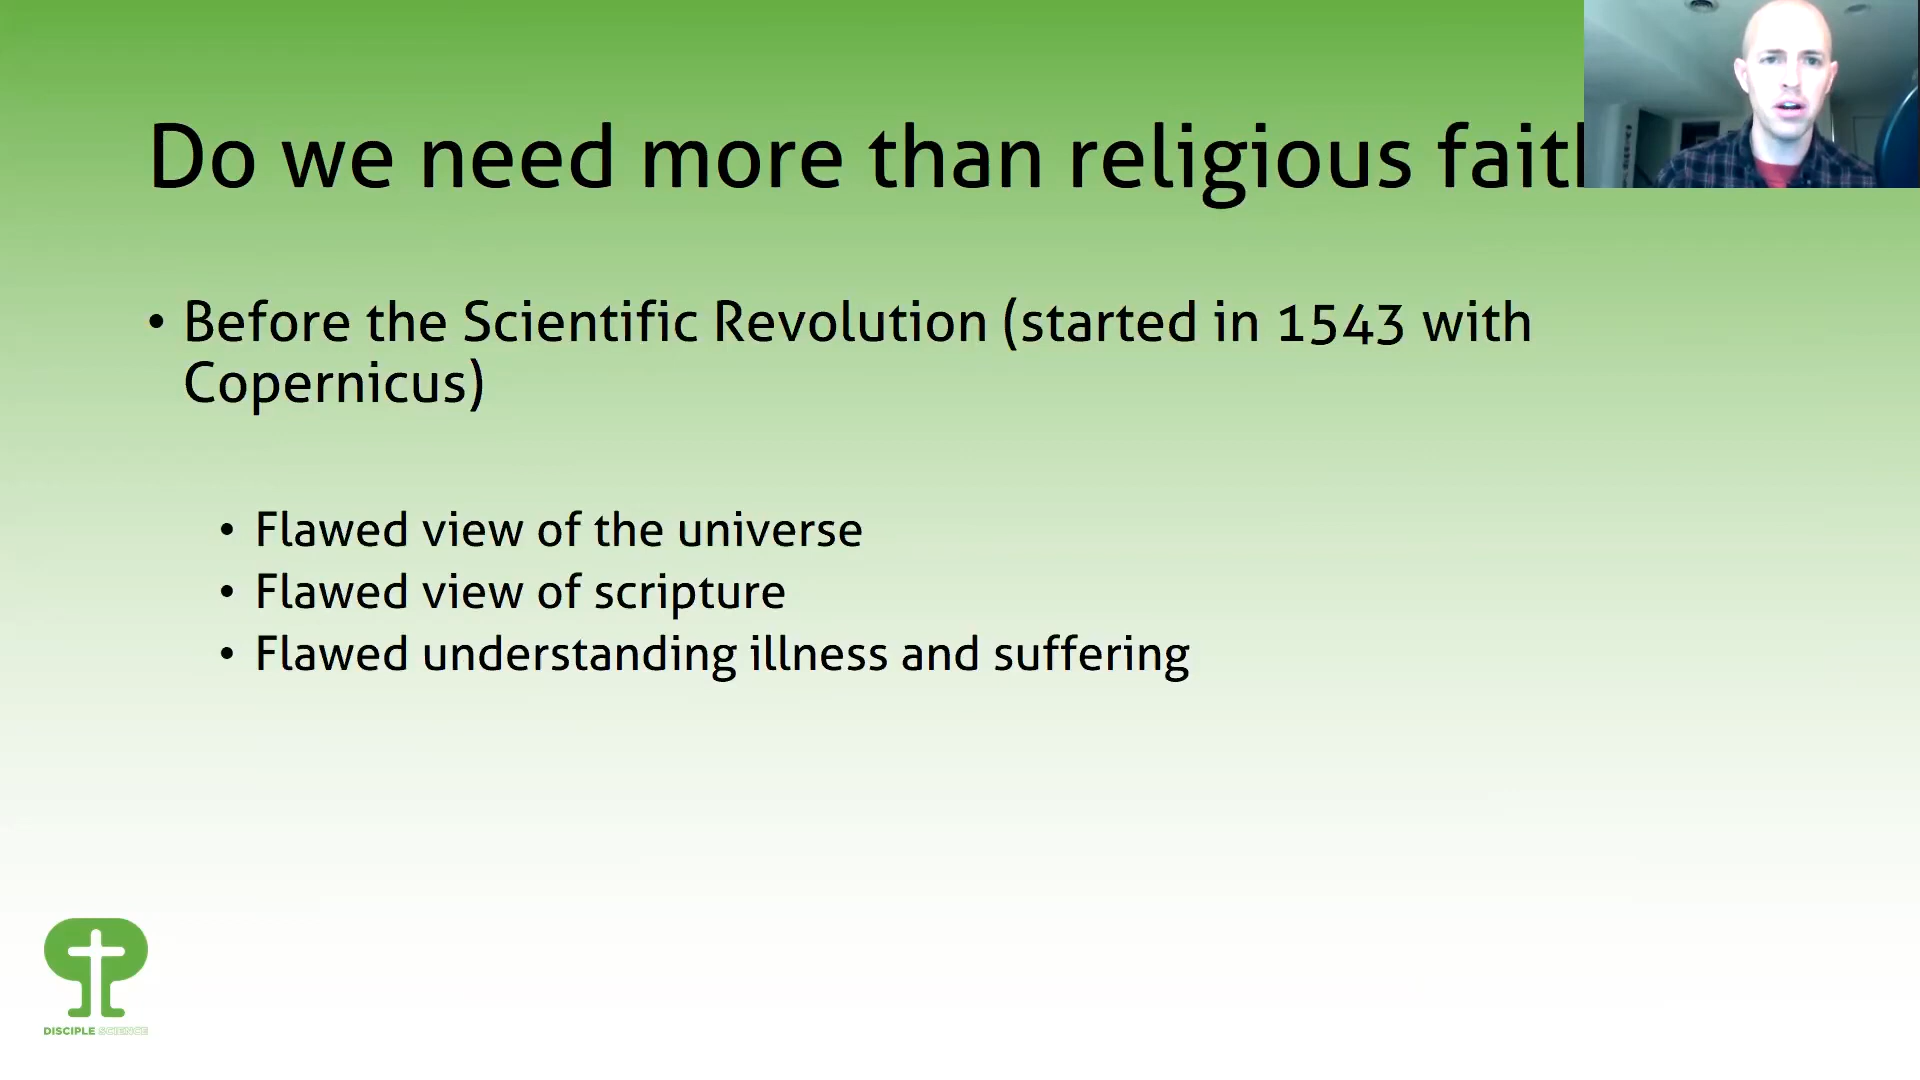 Do we need more than religious fait
• Before the Scientific Revolution (started in 1543 with
Copernicus)
• Flawed view of the universe
• Flawed view of scripture
• Flawed understanding illness and suffering
DISCIPLE SCIENCE